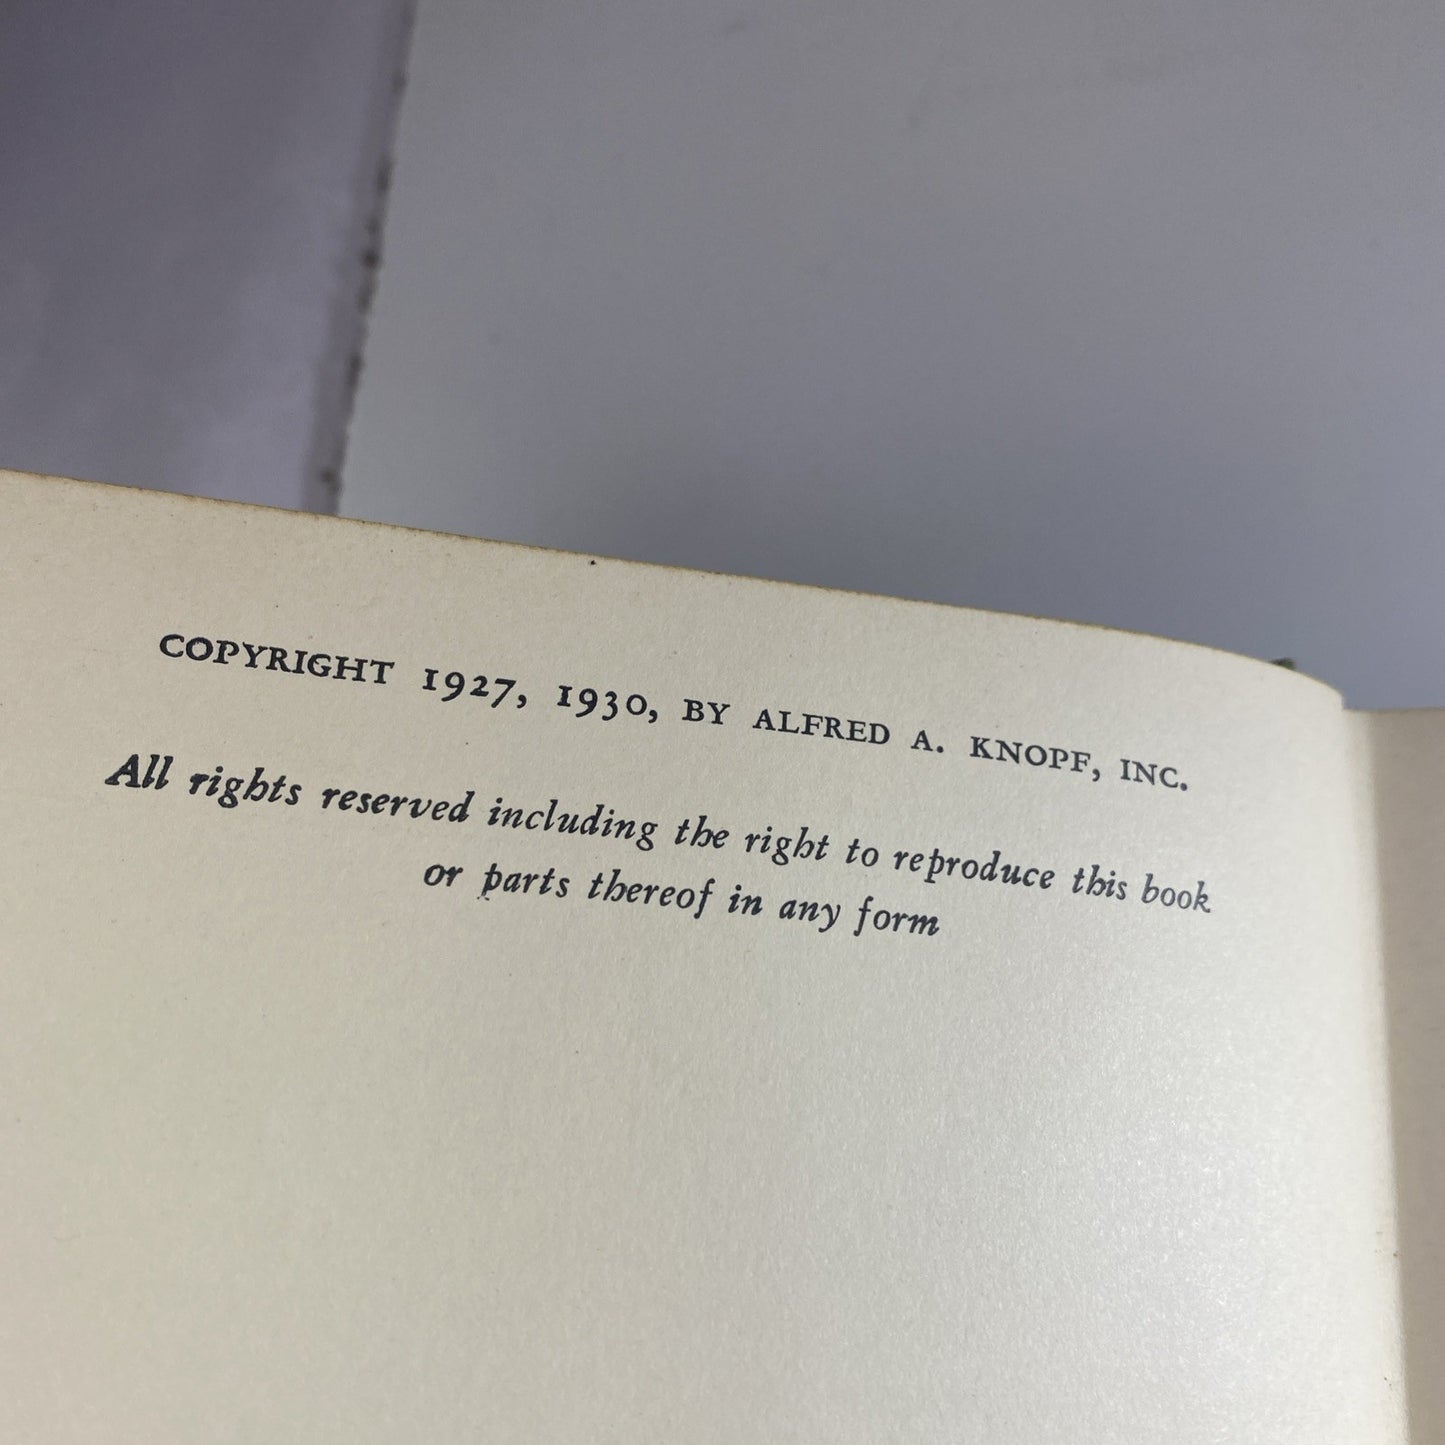 COPYRIGHT 1927, 1930, BY ALFRED A. KNOPF, INC.
All rights reserved including the right to reproduce this book
or parts thereof in any form